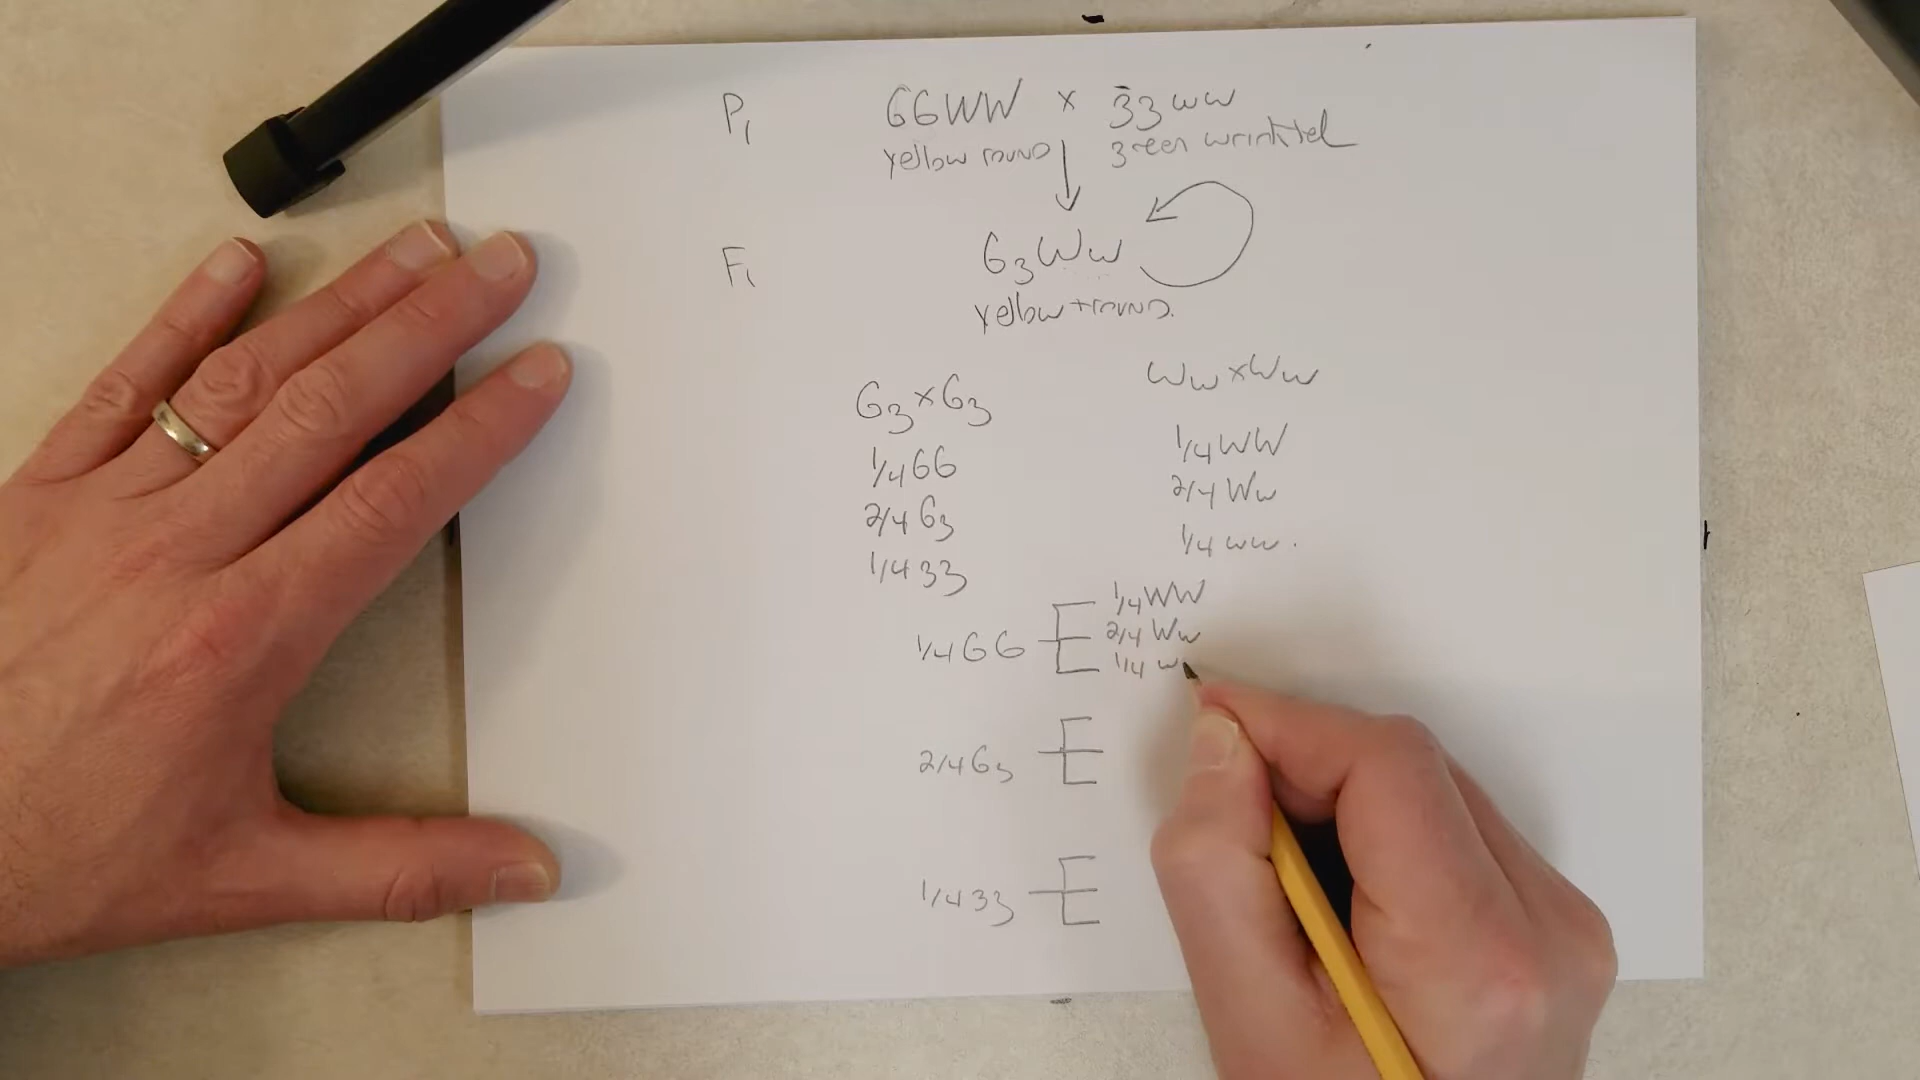 P1 GGWW x ggww
yellow round green wrinkled
F1 GgWw
yellow + round.
Gg x Gg Ww x Ww
1/4 GG 1/4 WW
2/4 Gg 2/4 Ww
1/4 gg 1/4 ww.
1/4 WW
1/4 GG 2/4 Ww
1/4 w
2/4 Gg
1/4 gg